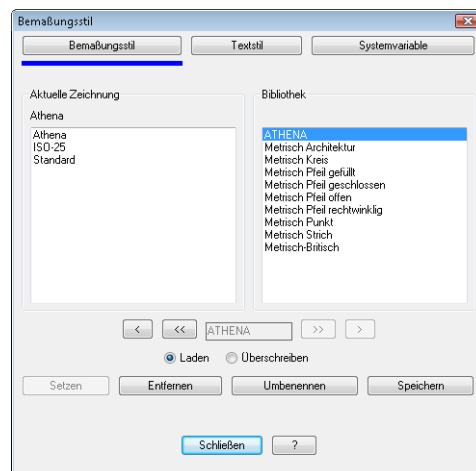 Bemaßungsstil
Bemaßungsstil Textstil Systemvariable
Aktuelle Zeichnung
Athena
Athena
ISO-25
Standard
Bibliothek
ATHENA
Metrisch Architektur
Metrisch Kreis
Metrisch Pfeil gefüllt
Metrisch Pfeil geschlossen
Metrisch Pfeil offen
Metrisch Pfeil rechtwinklig
Metrisch Punkt
Metrisch Strich
Metrisch-Britisch
< << ATHENA >> >
Laden Überschreiben
Setzen Entfernen Umbenennen Speichern
Schließen ?